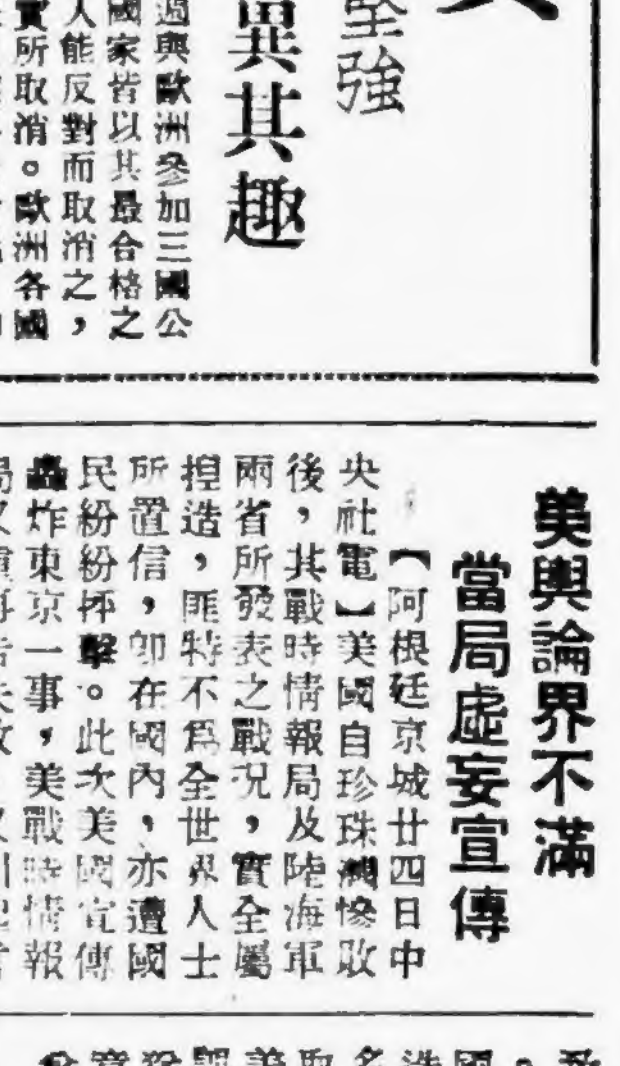 堅強
異其趣
過與歐洲參加三國公
國家皆以其最合格之
人能反對而取消之，
實所取消。歐洲各國
美輿論界不滿
當局虛妄宣傳
【阿根廷京城廿四日中
央社電】美國自珍珠灣慘敗
後，其戰時情報局及陸海軍
兩省所發表之戰況，實全屬
揑造，匪特不爲全世界人士
所置信，卽在國內，亦遭國
民紛紛抨擊。此次美國宣傳
轟炸東京一事，美戰時情報